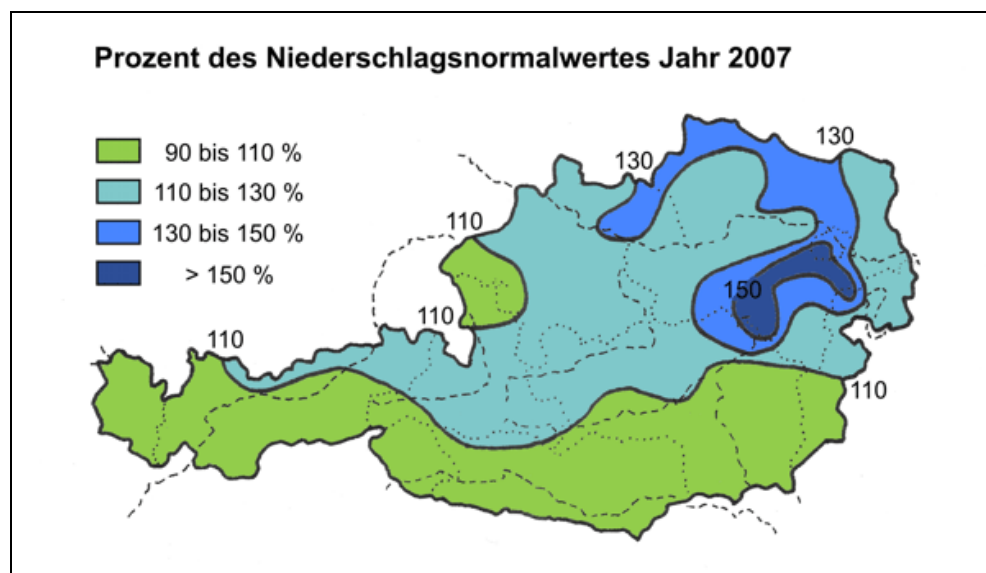 Prozent des Niederschlagsnormalwertes Jahr 2007
90 bis 110 %
110 bis 130 %
130 bis 150 %
> 150 %
130
130
110
150
110
110
110